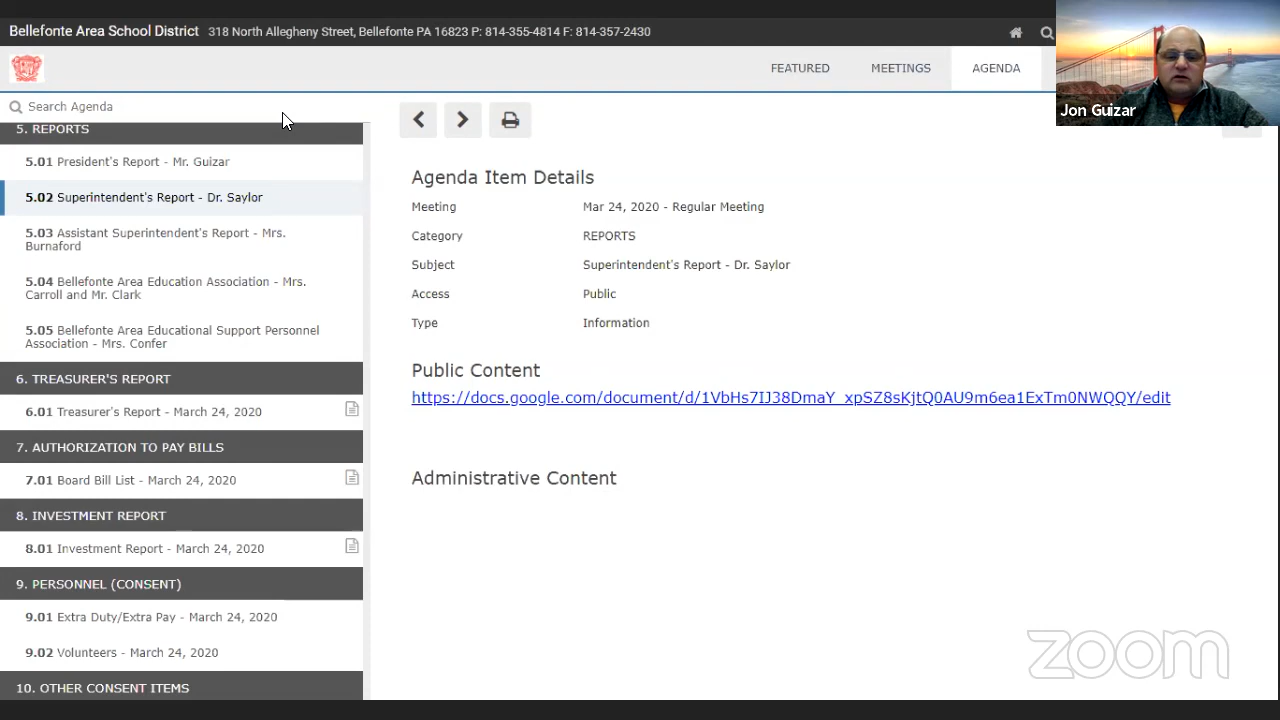 Bellefonte Area School District 318 North Allegheny Street, Bellefonte PA 16823 P: 814-355-4814 F: 814-357-2430
FEATURED MEETINGS AGENDA
Jon Guizar
Search Agenda
5. REPORTS
5.01 President's Report - Mr. Guizar
5.02 Superintendent's Report - Dr. Saylor
5.03 Assistant Superintendent's Report - Mrs.
Burnaford
5.04 Bellefonte Area Education Association - Mrs.
Carroll and Mr. Clark
5.05 Bellefonte Area Educational Support Personnel
Association - Mrs. Confer
6. TREASURER'S REPORT
6.01 Treasurer's Report - March 24, 2020
7. AUTHORIZATION TO PAY BILLS
7.01 Board Bill List - March 24, 2020
8. INVESTMENT REPORT
8.01 Investment Report - March 24, 2020
9. PERSONNEL (CONSENT)
9.01 Extra Duty/Extra Pay - March 24, 2020
9.02 Volunteers - March 24, 2020
10. OTHER CONSENT ITEMS
Agenda Item Details
Meeting Mar 24, 2020 - Regular Meeting
Category REPORTS
Subject Superintendent's Report - Dr. Saylor
Access Public
Type Information
Public Content
https://docs.google.com/document/d/1VbHs7IJ38DmaY_xpSZ8sKjtQ0AU9m6ea1ExTm0NWQQY/edit
Administrative Content
zoom